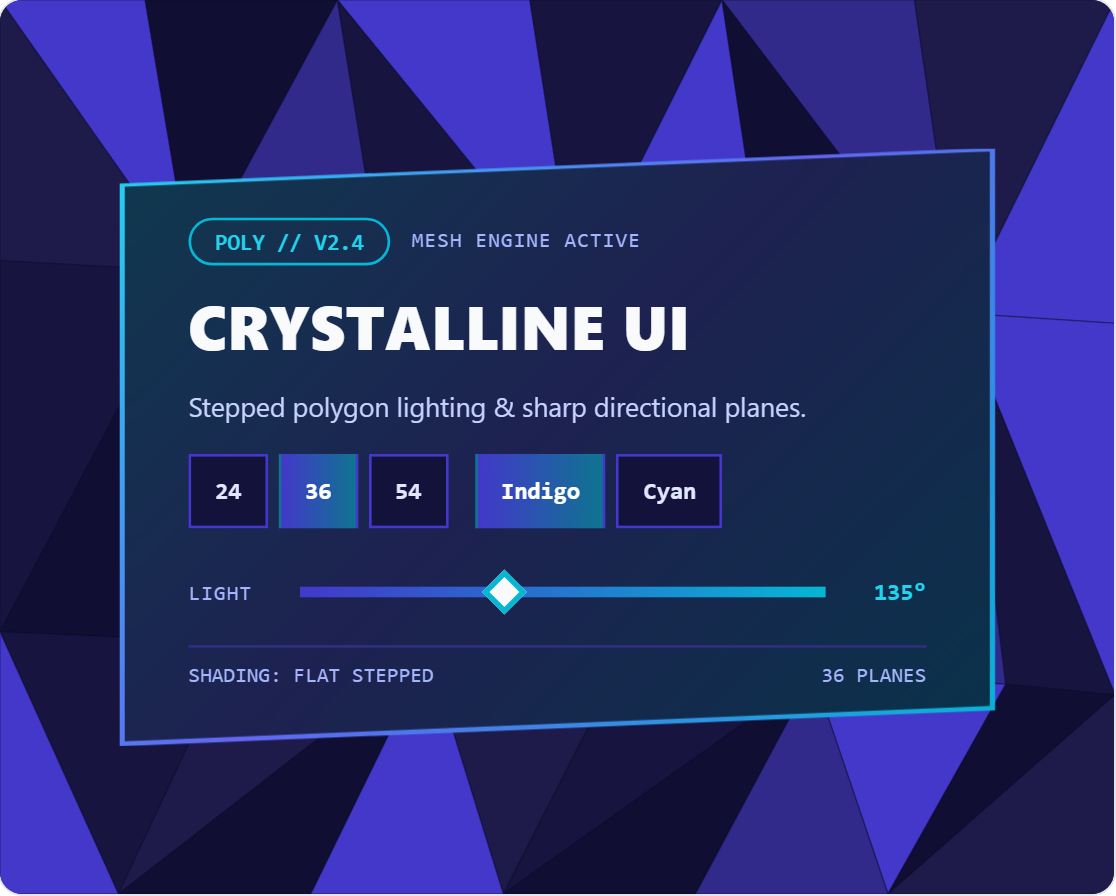 POLY // V2.4 MESH ENGINE ACTIVE
CRYSTALLINE UI
Stepped polygon lighting & sharp directional planes.
24 36 54 Indigo Cyan
LIGHT 135°
SHADING: FLAT STEPPED 36 PLANES